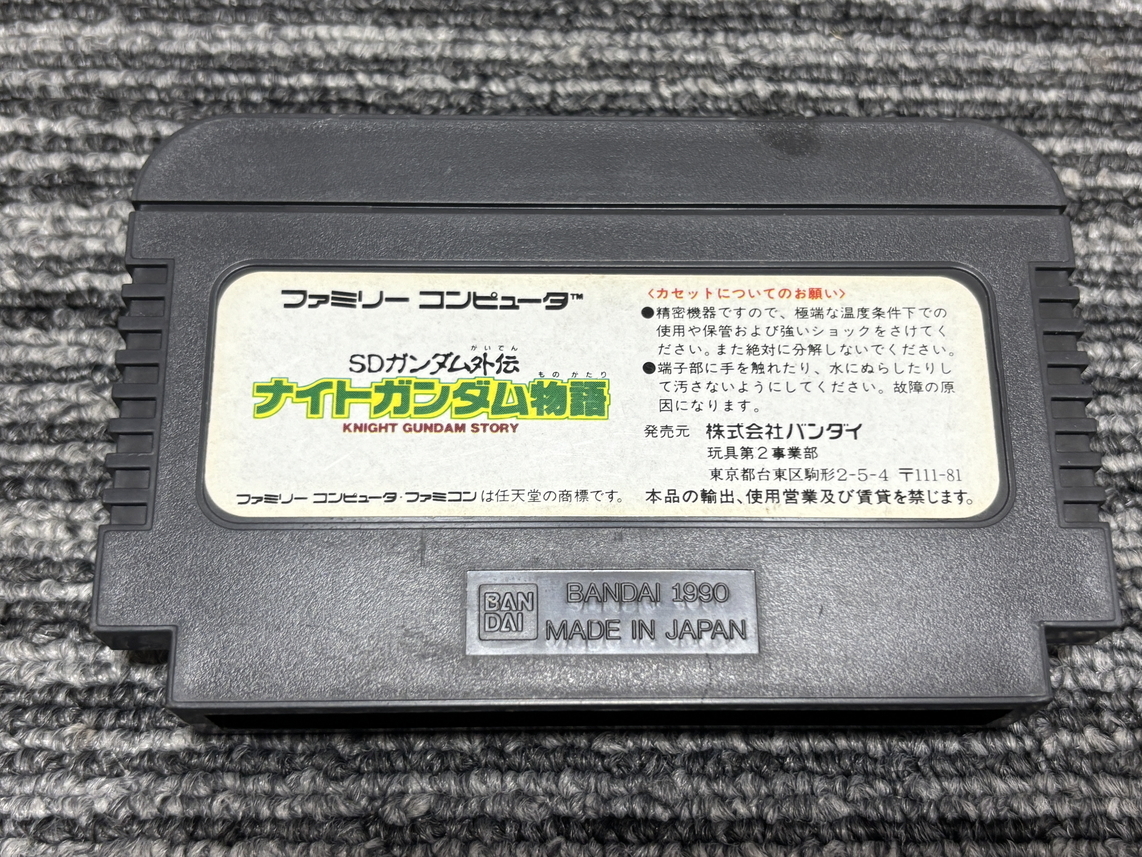 ファミリー コンピュータ™
がいでん
SDガンダム外伝
ものがたり
ナイトガンダム物語
KNIGHT GUNDAM STORY
ファミリー コンピュータ・ファミコンは任天堂の商標です。
〈カセットについてのお願い〉
●精密機器ですので、極端な温度条件下での
使用や保管および強いショックをさけてく
ださい。また絶対に分解しないでください。
●端子部に手を触れたり、水にぬらしたりし
て汚さないようにしてください。故障の原
因になります。
発売元 株式会社バンダイ
玩具第2事業部
東京都台東区駒形2-5-4 〒111-81
本品の輸出、使用営業及び賃貸を禁じます。
BAN
DAI
BANDAI 1990
MADE IN JAPAN